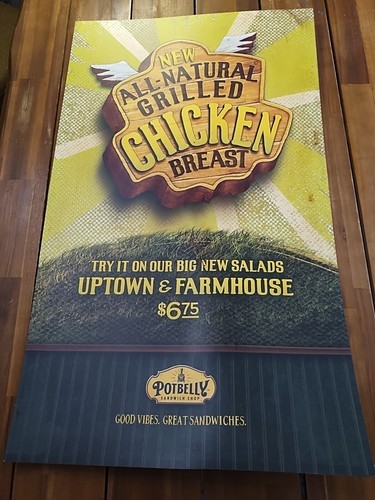 NEW
ALL-NATURAL
GRILLED
CHICKEN
BREAST
TRY IT ON OUR BIG NEW SALADS
UPTOWN & FARMHOUSE
$6.75
POTBELLY
SANDWICH SHOP
GOOD VIBES. GREAT SANDWICHES.